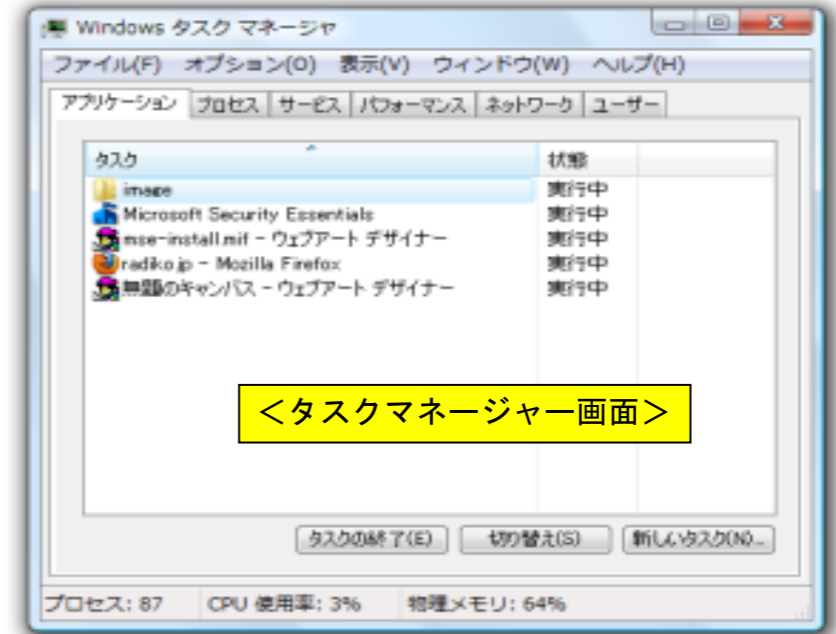 Windows タスク マネージャ
ファイル(F) オプション(O) 表示(V) ウィンドウ(W) ヘルプ(H)
アプリケーション プロセス サービス パフォーマンス ネットワーク ユーザー
タスク 状態
image 実行中
Microsoft Security Essentials 実行中
mse-install.mif - ウェブアート デザイナー 実行中
radiko.jp - Mozilla Firefox 実行中
無題のキャンバス - ウェブアート デザイナー 実行中
＜タスクマネージャー画面＞
タスクの終了(E) 切り替え(S) 新しいタスク(N)...
プロセス: 87 CPU 使用率: 3% 物理メモリ: 64%